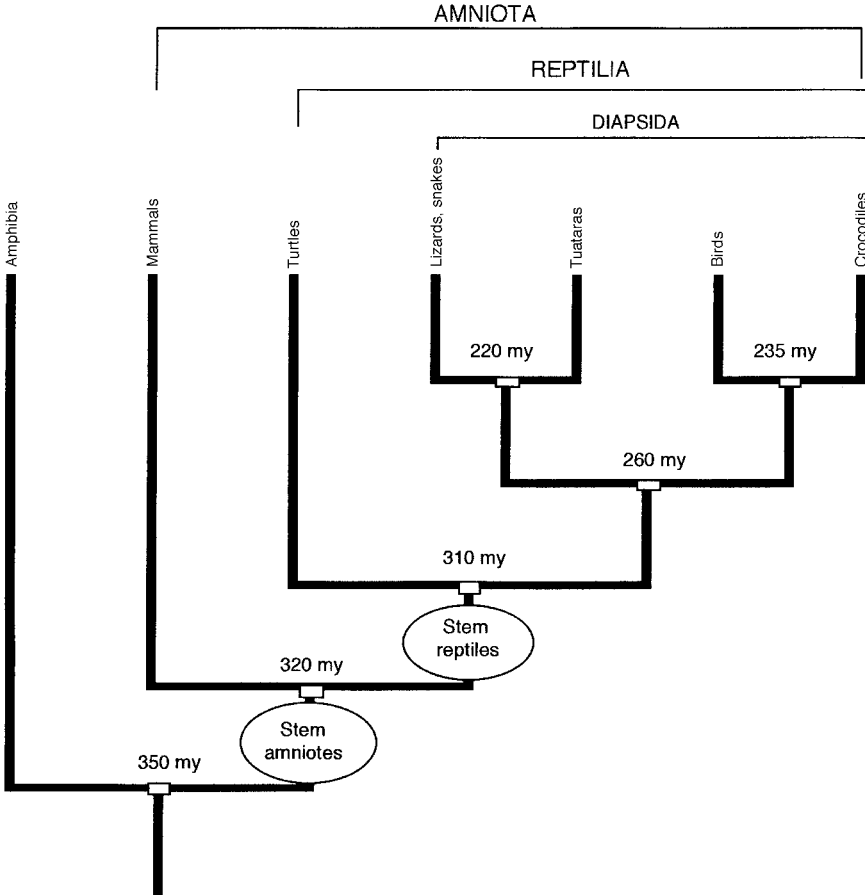 AMNIOTA
REPTILIA
DIAPSIDA
Amphibia
Mammals
Turtles
Lizards, snakes
Tuataras
Birds
Crocodiles
220 my
235 my
260 my
310 my
Stem
reptiles
320 my
Stem
amniotes
350 my